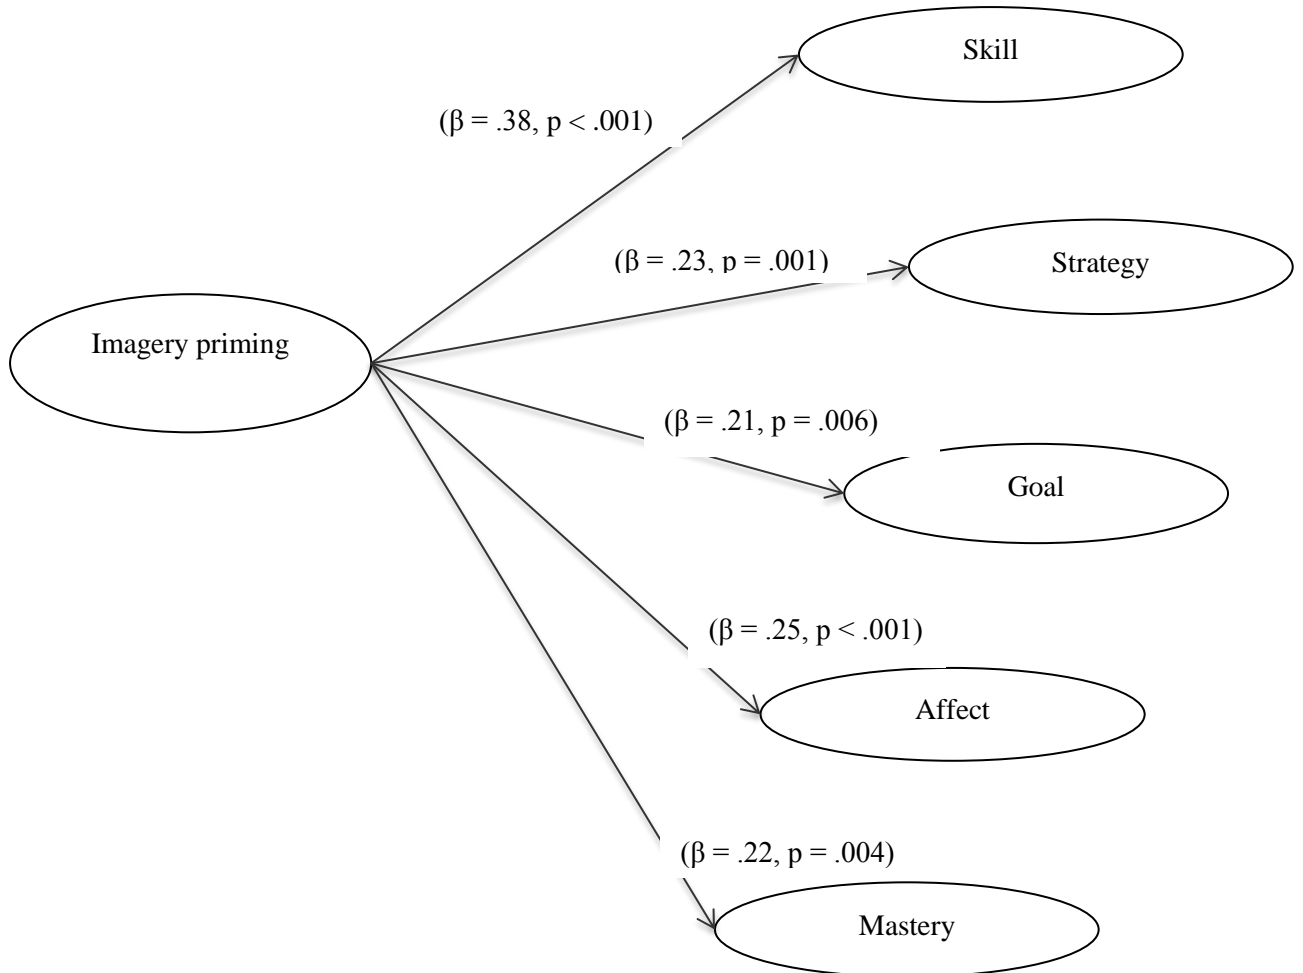 Skill
(β = .38, p < .001)
(β = .23, p = .001)
Strategy
Imagery priming
(β = .21, p = .006)
Goal
(β = .25, p < .001)
Affect
(β = .22, p = .004)
Mastery